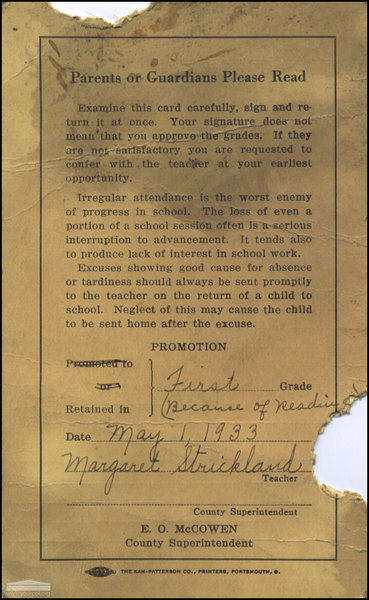 Parents or Guardians Please Read
Examine this card carefully, sign and re-
turn it at once. Your signature does not
mean that you approve the grades. If they
are not satisfactory you are requested to
confer with the teacher at your earliest
opportunity.
Irregular attendance is the worst enemy
of progress in school. The loss of even a
portion of a school session often is a serious
interruption to advancement. It tends also
to produce lack of interest in school work.
Excuses showing good cause for absence
or tardiness should always be sent promptly
to the teacher on the return of a child to
school. Neglect of this may cause the child
to be sent home after the excuse.
PROMOTION
Promoted to
or
Retained in
First Grade
(Because of Reading
Date May 1, 1933
Margaret Strickland
Teacher
County Superintendent
E. O. McCOWEN
County Superintendent
THE KAH-PATTERSON CO., PRINTERS, PORTSMOUTH, O.